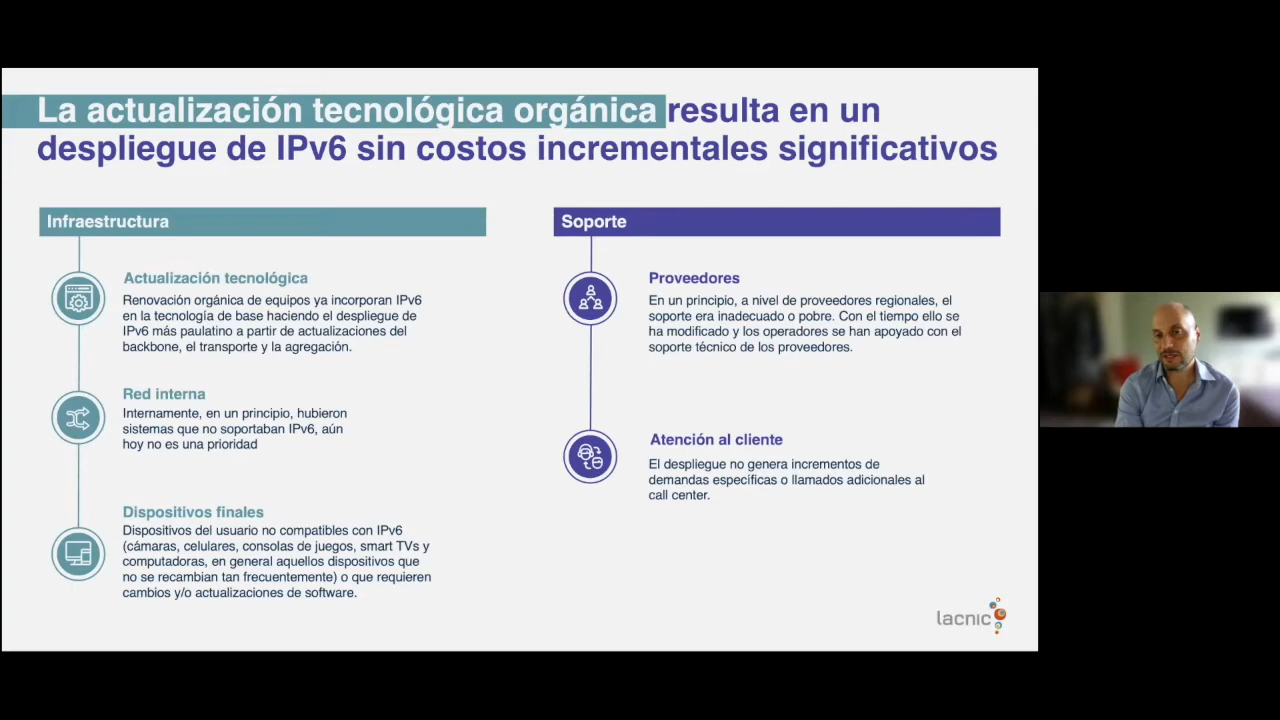 La actualización tecnológica orgánica resulta en un
despliegue de IPv6 sin costos incrementales significativos
Infraestructura
Actualización tecnológica
Renovación orgánica de equipos ya incorporan IPv6
en la tecnología de base haciendo el despliegue de
IPv6 más paulatino a partir de actualizaciones del
backbone, el transporte y la agregación.
Red interna
Internamente, en un principio, hubieron
sistemas que no soportaban IPv6, aún
hoy no es una prioridad
Dispositivos finales
Dispositivos del usuario no compatibles con IPv6
(cámaras, celulares, consolas de juegos, smart TVs y
computadoras, en general aquellos dispositivos que
no se recambian tan frecuentemente) o que requieren
cambios y/o actualizaciones de software.
Soporte
Proveedores
En un principio, a nivel de proveedores regionales, el
soporte era inadecuado o pobre. Con el tiempo ello se
ha modificado y los operadores se han apoyado con el
soporte técnico de los proveedores.
Atención al cliente
El despliegue no genera incrementos de
demandas específicas o llamados adicionales al
call center.
lacnic